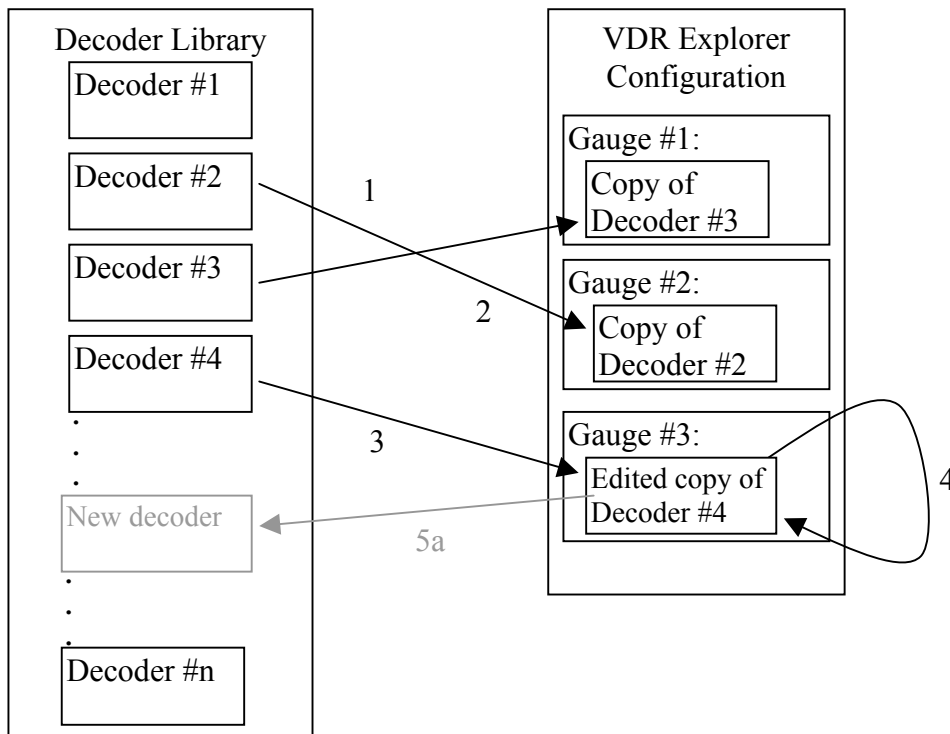 Decoder Library
Decoder #1
Decoder #2
Decoder #3
Decoder #4
.
.
.
New decoder
.
.
.
Decoder #n
1
2
3
5a
VDR Explorer
Configuration
Gauge #1:
Copy of
Decoder #3
Gauge #2:
Copy of
Decoder #2
Gauge #3:
Edited copy of
Decoder #4
4